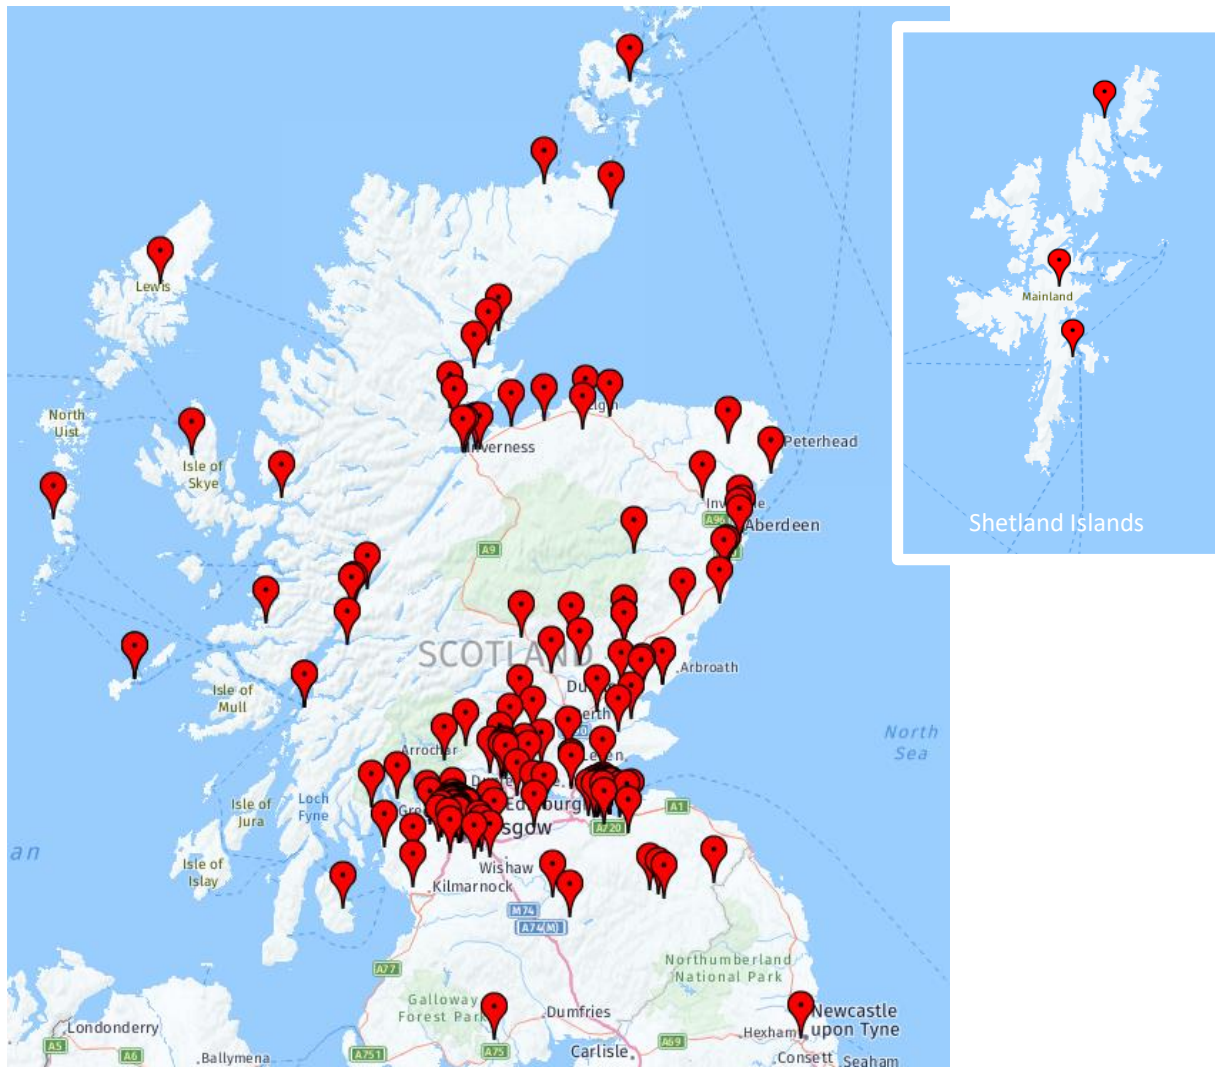 Lewis
North
Uist
Isle of
Skye
Inverness
Peterhead
A96
Aberdeen
A9
SCOTLAND
Arbroath
Isle of
Mull
Arrochar
North
Sea
Isle of
Jura
Loch
Fyne
A1
A720
Isle of
Islay
Wishaw
Kilmarnock
M74
A74(M)
A77
Northumberland
National Park
Galloway
Forest Park
Dumfries
Newcastle
upon Tyne
Hexham
Londonderry
A5
A6
Ballymena
A751
A75
Carlisle
A69
Consett
Seaham
Mainland
Shetland Islands